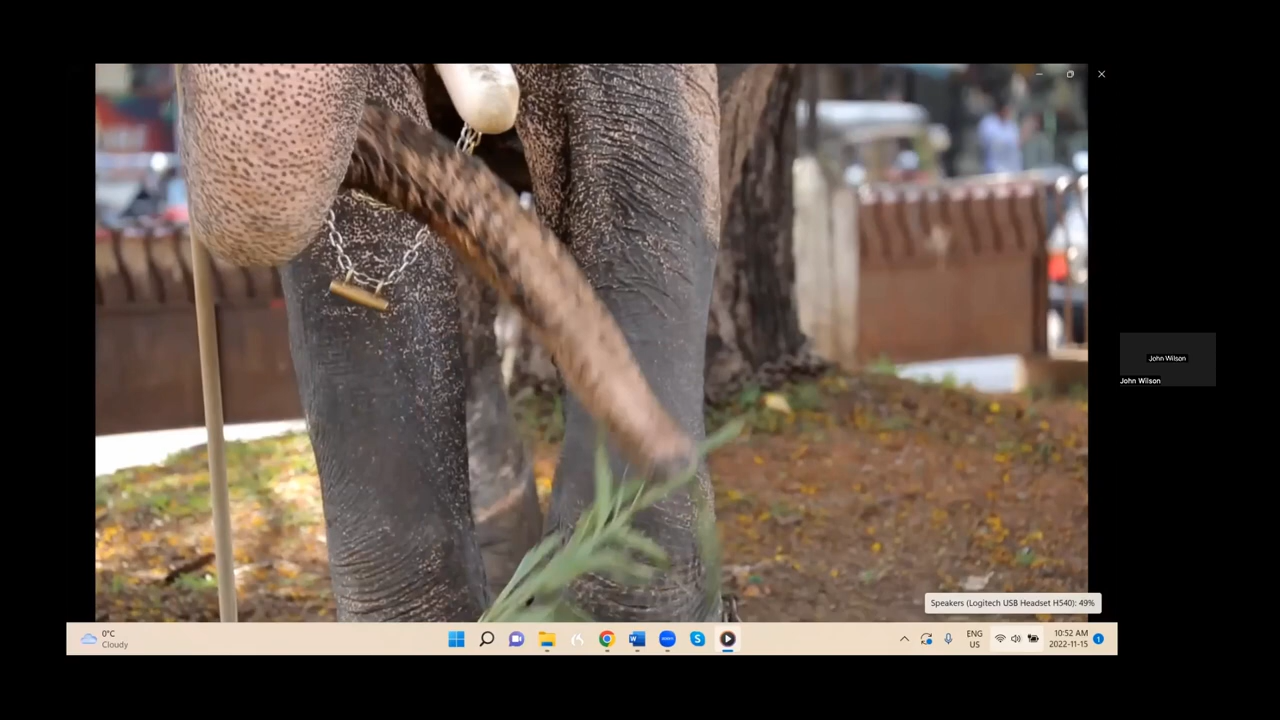 John Wilson
John Wilson
Speakers (Logitech USB Headset H540): 49%
0°C
Cloudy
ENG
US
10:52 AM
2022-11-15
1